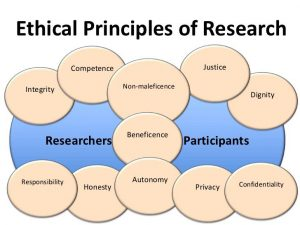 Ethical Principles of Research
Competence
Justice
Integrity
Non-maleficence
Dignity
Beneficence
Researchers
Participants
Responsibility
Honesty
Autonomy
Privacy
Confidentiality